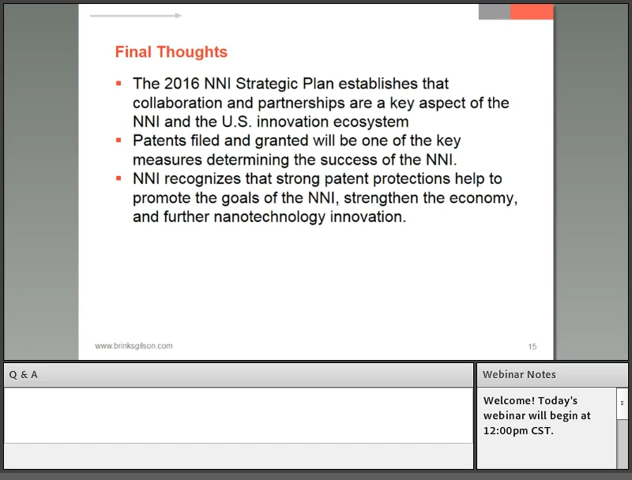 Final Thoughts
The 2016 NNI Strategic Plan establishes that
collaboration and partnerships are a key aspect of the
NNI and the U.S. innovation ecosystem
Patents filed and granted will be one of the key
measures determining the success of the NNI.
NNI recognizes that strong patent protections help to
promote the goals of the NNI, strengthen the economy,
and further nanotechnology innovation.
www.brinksgilson.com
15
Q & A
Webinar Notes
Welcome! Today's
webinar will begin at
12:00pm CST.